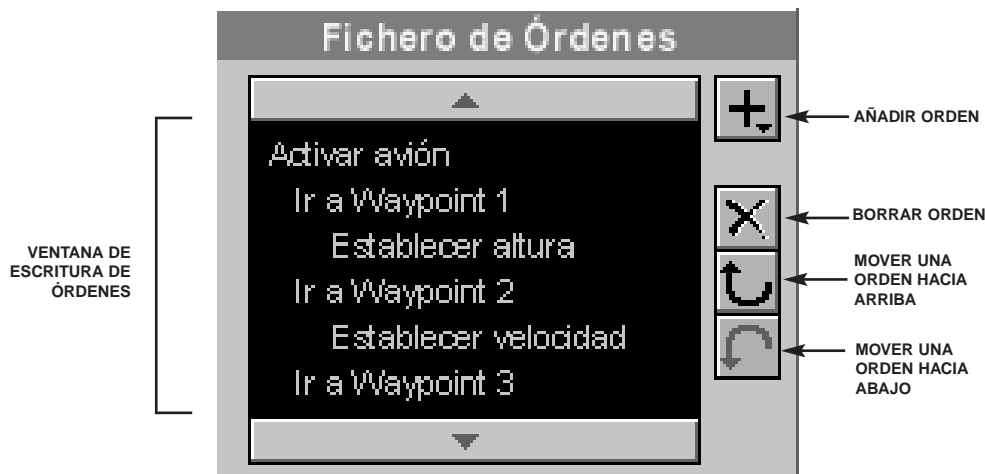 Fichero de Órdenes
Activar avión
Ir a Waypoint 1
Establecer altura
Ir a Waypoint 2
Establecer velocidad
Ir a Waypoint 3
VENTANA DE
ESCRITURA DE
ÓRDENES
AÑADIR ORDEN
BORRAR ORDEN
MOVER UNA
ORDEN HACIA
ARRIBA
MOVER UNA
ORDEN HACIA
ABAJO